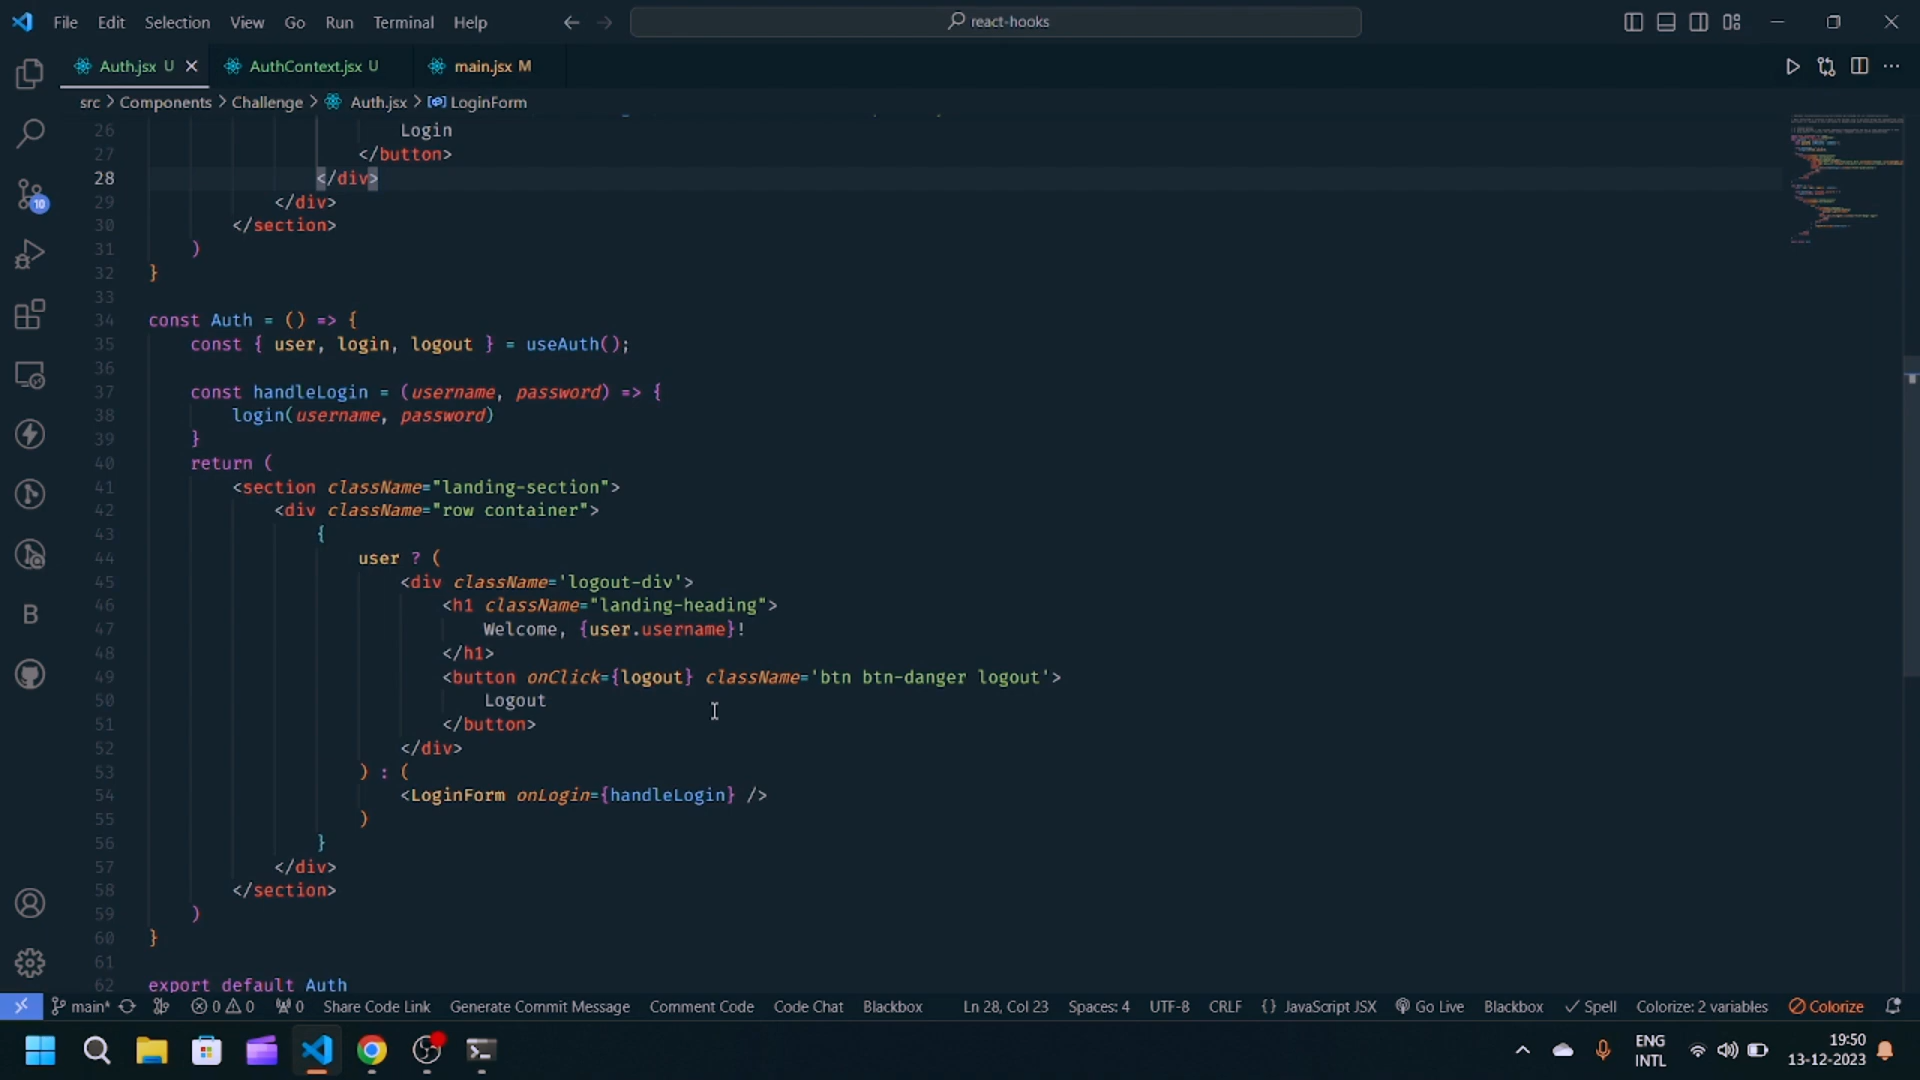 File Edit Selection View Go Run Terminal Help react-hooks
Auth.jsx U AuthContext.jsx U main.jsx M
src > Components > Challenge > Auth.jsx > LoginForm
26 Login
27 </button>
28 </div>
29 </div>
30 </section>
31 )
32 }
33
34 const Auth = () => {
35 const { user, login, logout } = useAuth();
36
37 const handleLogin = (username, password) => {
38 login(username, password)
39 }
40 return (
41 <section className="landing-section">
42 <div className="row container">
43 {
44 user ? (
45 <div className='logout-div'>
46 <h1 className="landing-heading">
47 Welcome, {user.username}!
48 </h1>
49 <button onClick={logout} className='btn btn-danger logout'>
50 Logout
51 </button>
52 </div>
53 ) : (
54 <LoginForm onLogin={handleLogin} />
55 )
56 }
57 </div>
58 </section>
59 )
60 }
61
62 export default Auth
10
B
main* 0 0 0 Share Code Link Generate Commit Message Comment Code Code Chat Blackbox Ln 28, Col 23 Spaces: 4 UTF-8 CRLF {} JavaScript JSX Go Live Blackbox Spell Colorize: 2 variables Colorize
ENG 19:50
INTL 13-12-2023